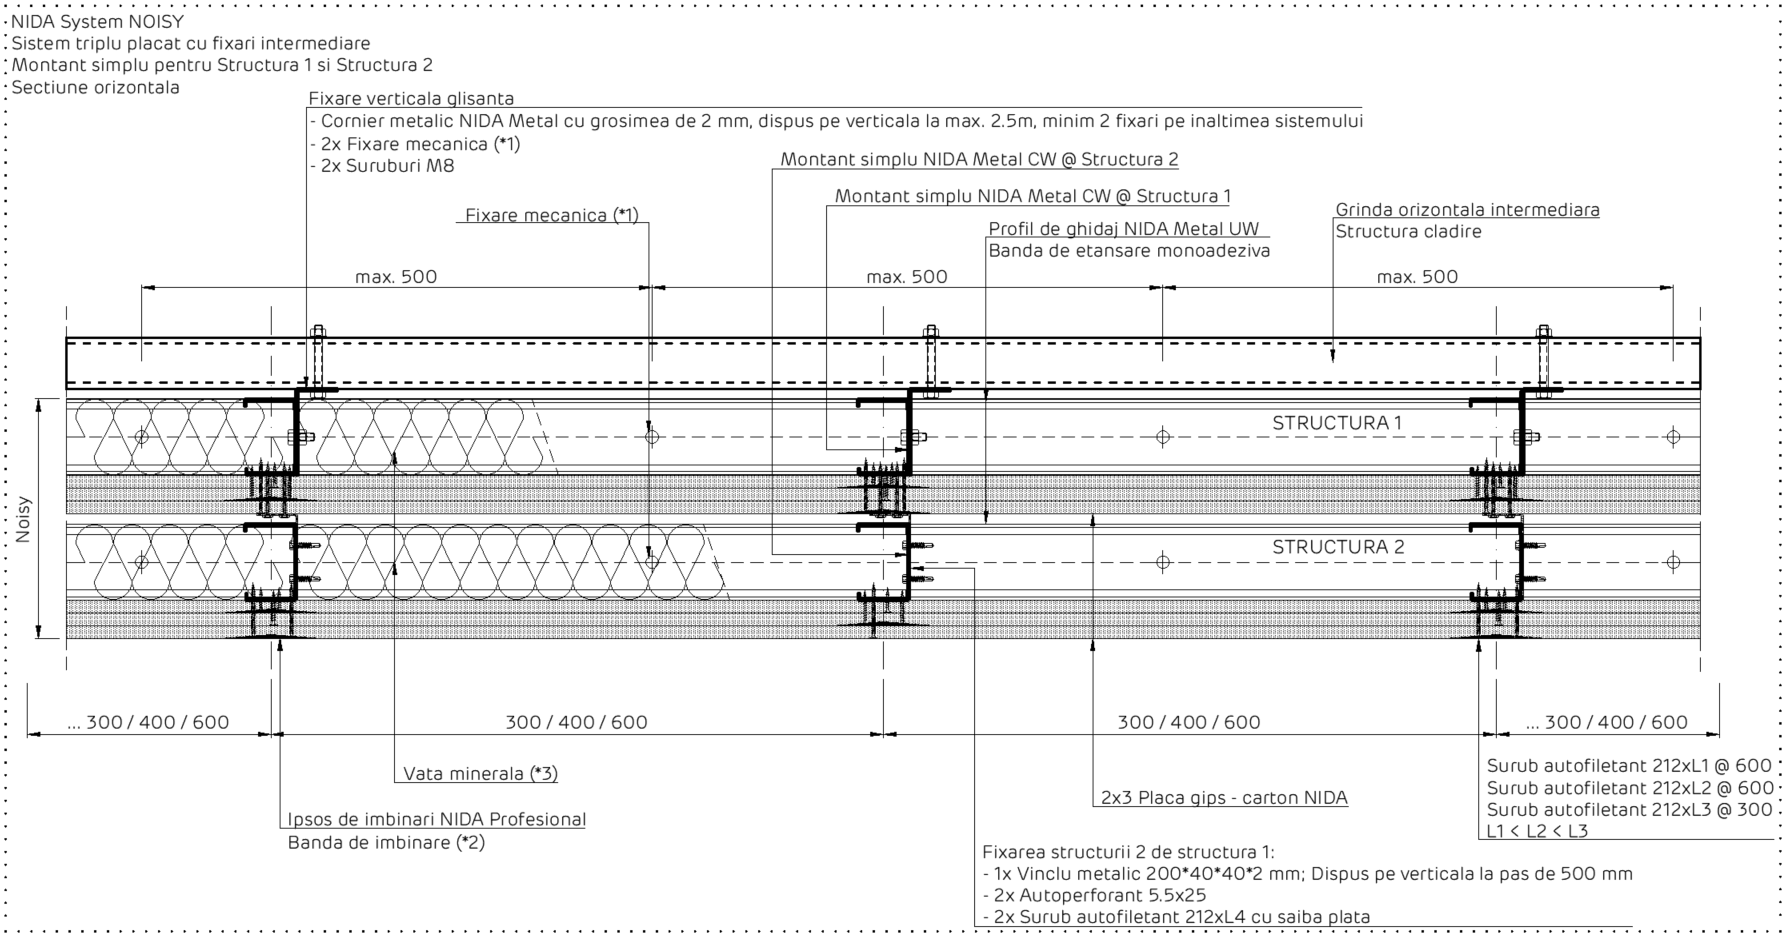 NIDA System NOISY
Sistem triplu placat cu fixari intermediare
Montant simplu pentru Structura 1 si Structura 2
Sectiune orizontala
Fixare verticala glisanta
- Cornier metalic NIDA Metal cu grosimea de 2 mm, dispus pe verticala la max. 2.5m, minim 2 fixari pe inaltimea sistemului
- 2x Fixare mecanica (*1)
- 2x Suruburi M8
Montant simplu NIDA Metal CW @ Structura 2
Montant simplu NIDA Metal CW @ Structura 1
Fixare mecanica (*1)
Profil de ghidaj NIDA Metal UW
Banda de etansare monoadeziva
Grinda orizontala intermediara
Structura cladire
max. 500
max. 500
max. 500
STRUCTURA 1
Noisy
STRUCTURA 2
... 300 / 400 / 600
300 / 400 / 600
300 / 400 / 600
... 300 / 400 / 600
Vata minerala (*3)
Ipsos de imbinari NIDA Profesional
Banda de imbinare (*2)
2x3 Placa gips - carton NIDA
Surub autofiletant 212xL1 @ 600
Surub autofiletant 212xL2 @ 600
Surub autofiletant 212xL3 @ 300
L1 < L2 < L3
Fixarea structurii 2 de structura 1:
- 1x Vinclu metalic 200*40*40*2 mm; Dispus pe verticala la pas de 500 mm
- 2x Autoperforant 5.5x25
- 2x Surub autofiletant 212xL4 cu saiba plata